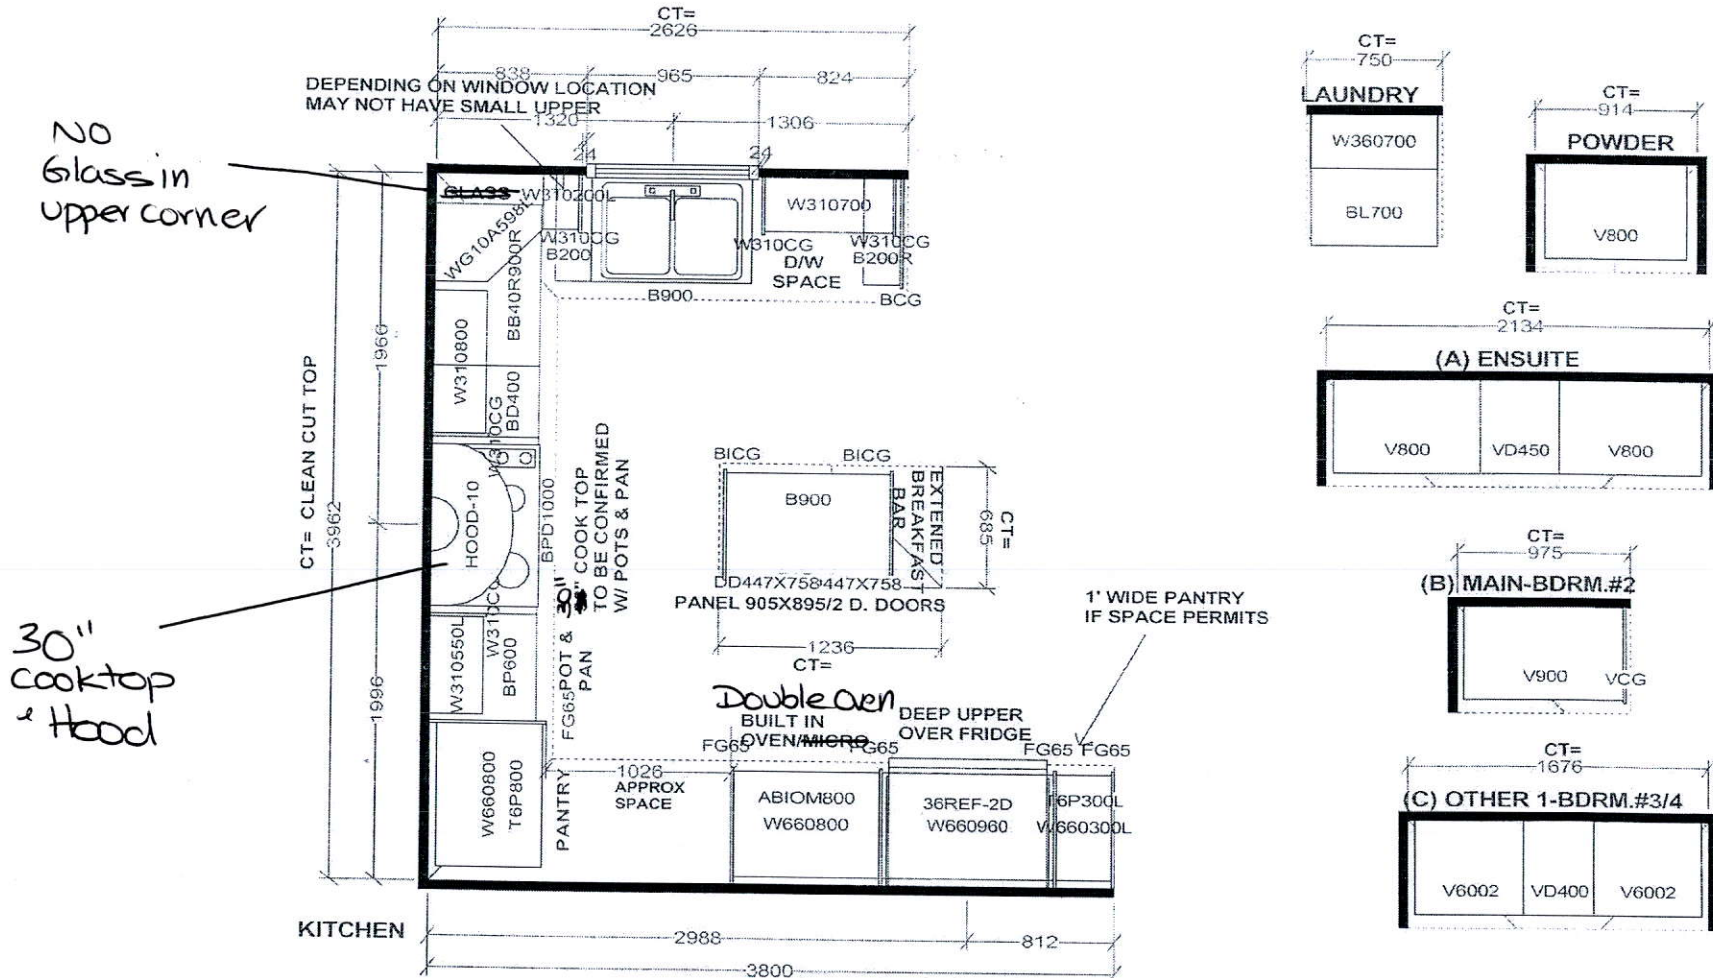 CT=
2626
838
965
824
DEPENDING ON WINDOW LOCATION
MAY NOT HAVE SMALL UPPER
1320
1306
24
24
NO
Glass in
upper corner
GLASS
W310200L
WG10A598L
W310CG
B200
W310700
W310CG
D/W
SPACE
W310CG
B200R
B900
BCG
BB40R900R
W310800
BD400
W310CG
1966
CT= CLEAN CUT TOP
3962
1996
HOOD-10
BPD1000
30" COOK TOP
TO BE CONFIRMED
W/ POTS & PAN
W310CG
W310550L
BP600
POT &
PAN
FG65
30"
cooktop
& Hood
W660800
T6P800
PANTRY
BICG
BICG
B900
EXTENED
BREAKFAST
BAR
685
CT=
DD447X758
447X758
PANEL 905X895/2 D. DOORS
1236
CT=
1' WIDE PANTRY
IF SPACE PERMITS
Double oven
BUILT IN
OVEN/MICRO
DEEP UPPER
OVER FRIDGE
FG65
FG65
FG65
FG65
1026
APPROX
SPACE
ABIOM800
W660800
36REF-2D
W660960
T6P300L
W660300L
KITCHEN
2988
812
3800
CT=
750
LAUNDRY
W360700
BL700
CT=
914
POWDER
V800
CT=
2134
(A) ENSUITE
V800
VD450
V800
CT=
975
(B) MAIN-BDRM.#2
V900
VCG
CT=
1676
(C) OTHER 1-BDRM.#3/4
V6002
VD400
V6002